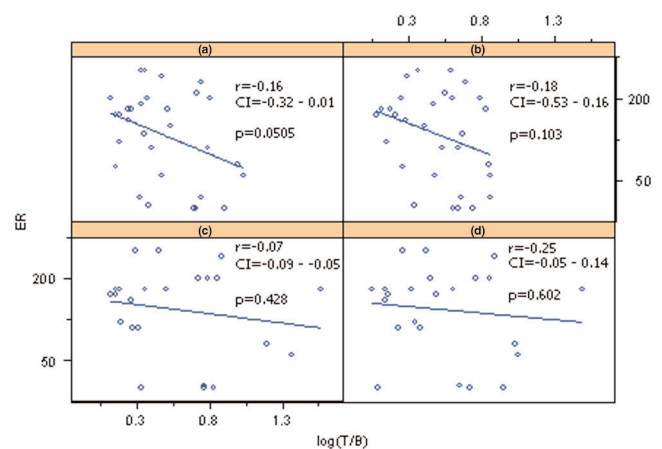 0.3 0.8 1.3
(a) (b)
r=-0.16
CI=-0.32 - 0.01
p=0.0505
r=-0.18
CI=-0.53 - 0.16
p=0.103
200
50
ER
(c) (d)
r=-0.07
CI=-0.09 - -0.05
p=0.428
r=-0.25
CI=-0.05 - 0.14
p=0.602
200
50
0.3 0.8 1.3
log(T/B)